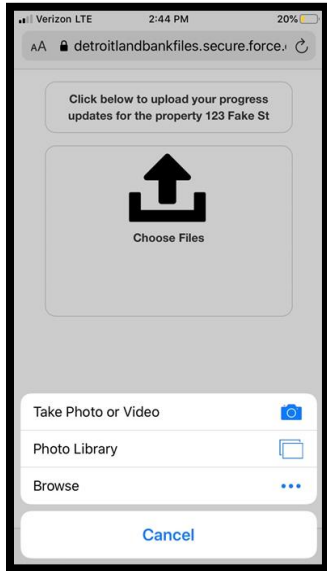 Verizon LTE 2:44 PM 20%
AA detroitlandbankfiles.secure.force.
Click below to upload your progress
updates for the property 123 Fake St
Choose Files
Take Photo or Video
Photo Library
Browse
Cancel